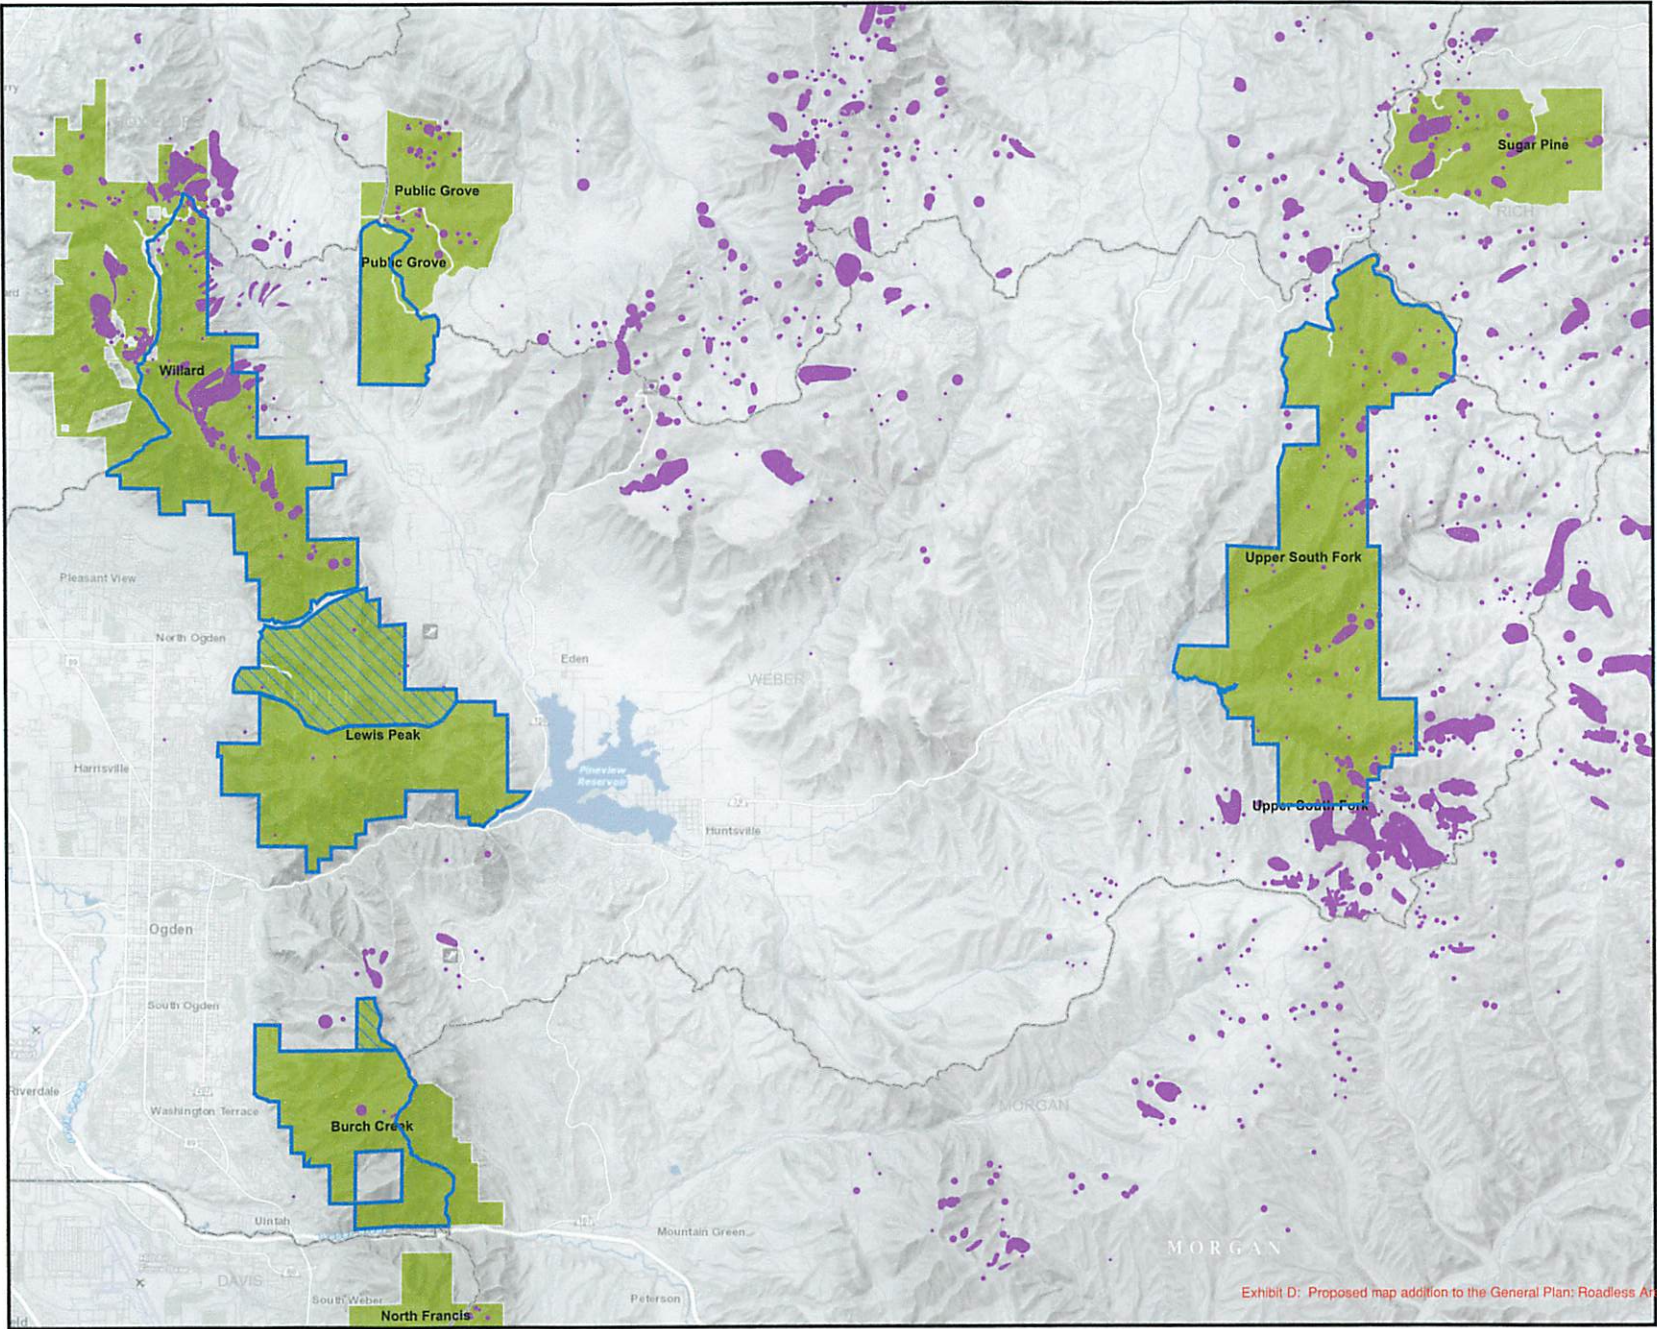 Sugar Pine
Public Grove
RICH
Public Grove
Willard
Upper South Fork
Pleasant View
North Ogden
Eden
WEBER
Lewis Peak
Harrisville
Pineview
Reservoir
Upper South Fork
Huntsville
Ogden
South Ogden
Riverdale
MORGAN
Washington Terrace
Burch Creek
Uintah
Mountain Green
MORGAN
DAVIS
Exhibit D: Proposed map addition to the General Plan: Roadless Ar
South Weber
Peterson
North Francis